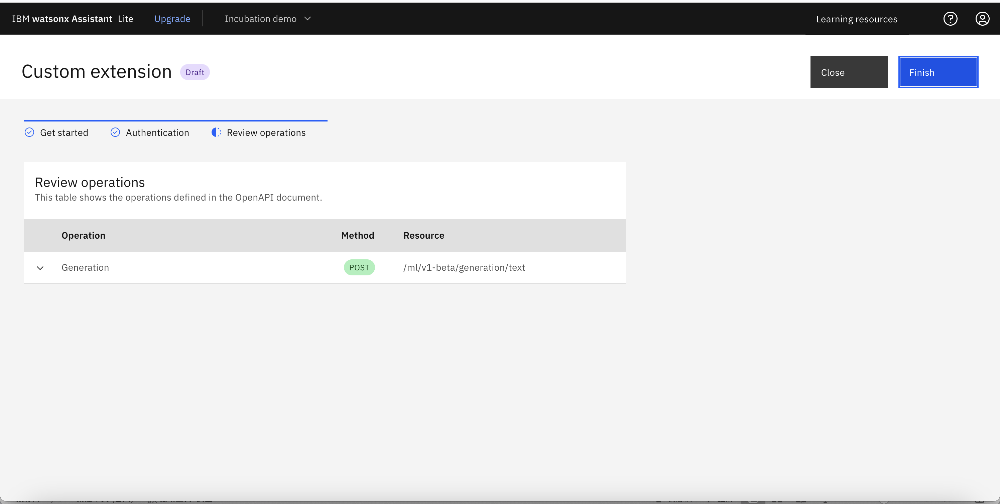 IBM watsonx Assistant Lite Upgrade Incubation demo Learning resources
Custom extension Draft Close Finish
Get started Authentication Review operations
Review operations
This table shows the operations defined in the OpenAPI document.
Operation Method Resource
Generation POST /ml/v1-beta/generation/text